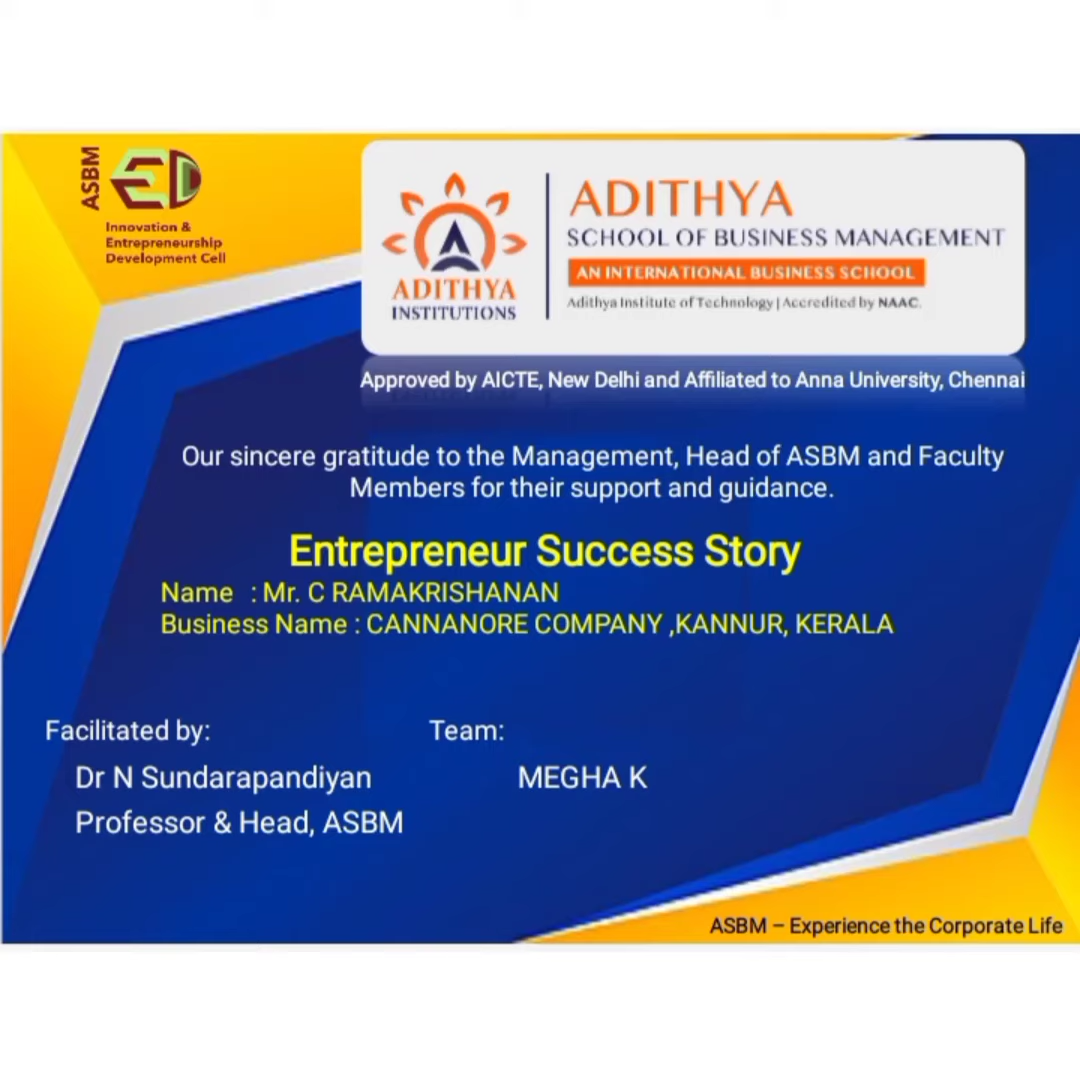 ASBM
ED
Innovation &
Entrepreneurship
Development Cell
ADITHYA
INSTITUTIONS
ADITHYA
SCHOOL OF BUSINESS MANAGEMENT
AN INTERNATIONAL BUSINESS SCHOOL
Adithya Institute of Technology | Accredited by NAAC.
Approved by AICTE, New Delhi and Affiliated to Anna University, Chennai
Our sincere gratitude to the Management, Head of ASBM and Faculty
Members for their support and guidance.
Entrepreneur Success Story
Name : Mr. C RAMAKRISHANAN
Business Name : CANNANORE COMPANY ,KANNUR, KERALA
Facilitated by:
Dr N Sundarapandiyan
Professor & Head, ASBM
Team:
MEGHA K
ASBM – Experience the Corporate Life